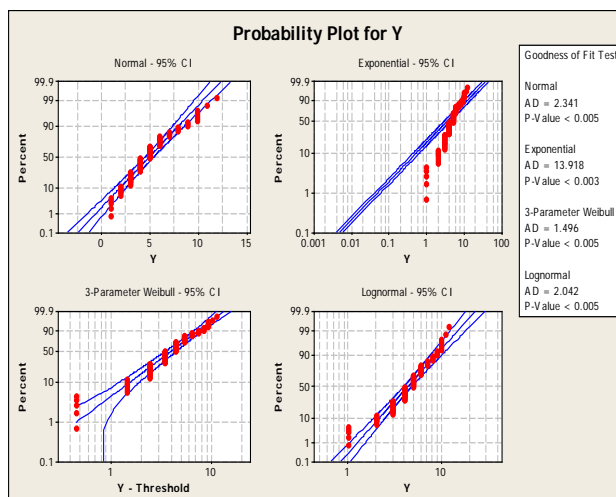 Probability Plot for Y
Normal - 95% CI
99.9
99
90
50
10
1
0.1
Percent
0
5
10
15
Y
Exponential - 95% CI
99.9
90
50
10
1
0.1
Percent
0.001
0.01
0.1
1
10
100
Y
3-Parameter Weibull - 95% CI
99.9
90
50
10
1
0.1
Percent
1
10
Y - Threshold
Lognormal - 95% CI
99.9
99
90
50
10
1
0.1
Percent
1
10
Y
Goodness of Fit Test
Normal
AD = 2.341
P-Value < 0.005
Exponential
AD = 13.918
P-Value < 0.003
3-Parameter Weibull
AD = 1.496
P-Value < 0.005
Lognormal
AD = 2.042
P-Value < 0.005